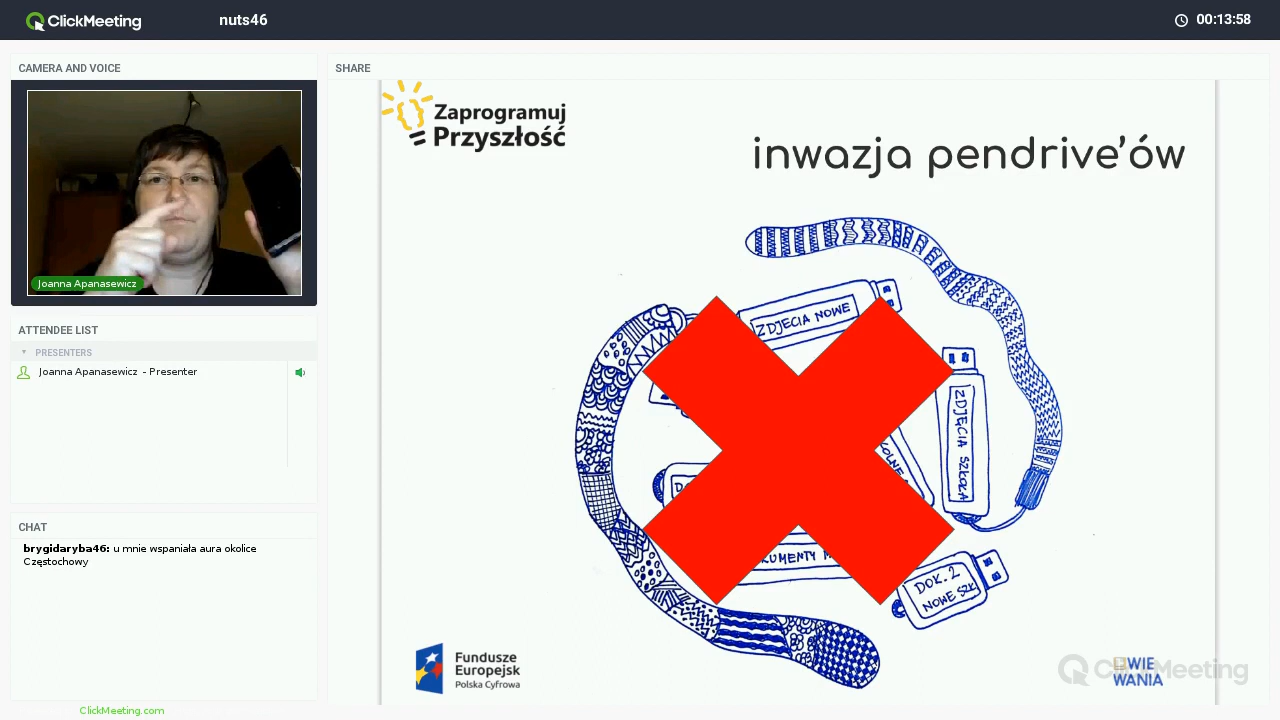 ClickMeeting
nuts46
00:13:58
CAMERA AND VOICE
Joanna Apanasewicz
ATTENDEE LIST
PRESENTERS
Joanna Apanasewicz - Presenter
CHAT
brygidaryba46: u mnie wspaniała aura okolice
Częstochowy
ClickMeeting.com
SHARE
Zaprogramuj
Przyszłość
inwazja pendrive’ów
ZDJĘCIA NOWE
ZDJĘCIA SZKOŁA
DOK. 2
NOWE SZK
Fundusze
Europejsk
Polska Cyfrowa
WIE
WANIA
ClickMeeting